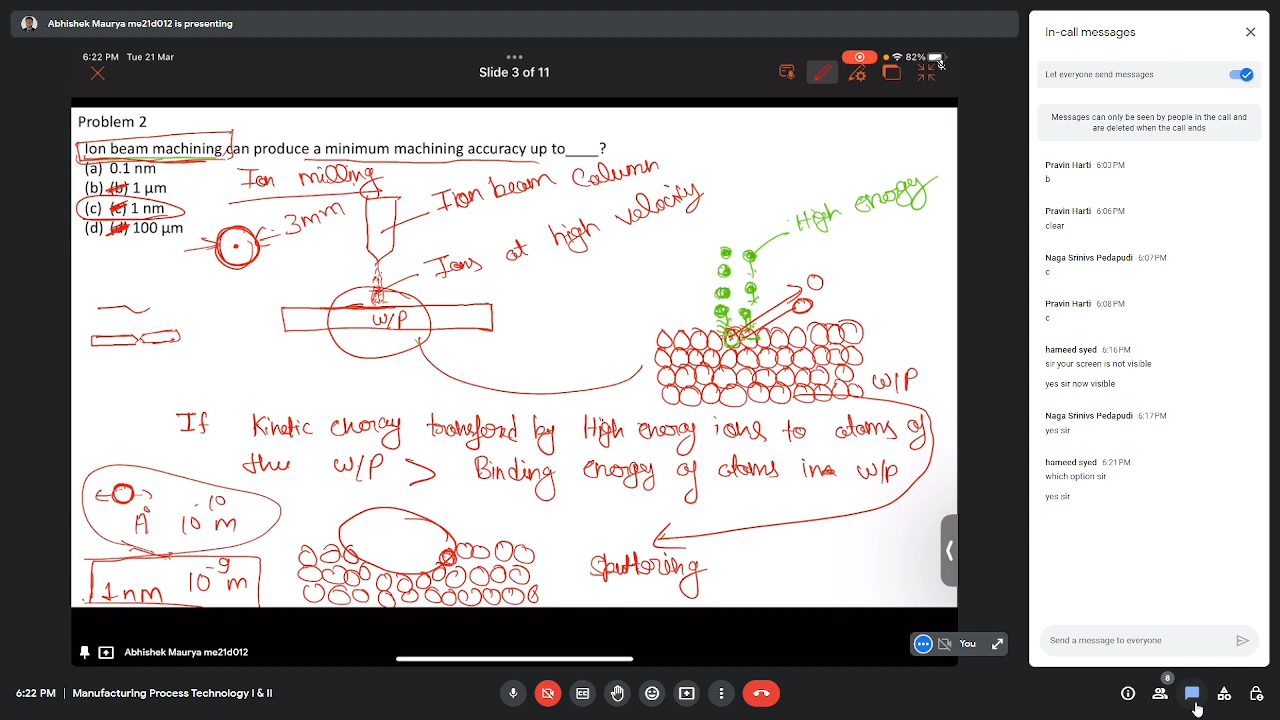 Abhishek Maurya me21d012 is presenting
6:22 PM Tue 21 Mar
82%
Slide 3 of 11
Problem 2
Ion beam machining can produce a minimum machining accuracy up to____?
(a) 0.1 nm
(b) (b) 1 µm
(c) (c) 1 nm
(d) (d) 100 µm
Ion milling
3mm
Ion beam column
Ions at high velocity
W/P
High energy
W/P
If Kinetic energy transferd by High energy ions to atoms of
the W/P > Binding energy of atoms in W/P
A° 10-10 m
1nm 10-9 m
sputtering
Abhishek Maurya me21d012
You
6:22 PM | Manufacturing Process Technology I & II
In-call messages
Let everyone send messages
Messages can only be seen by people in the call and
are deleted when the call ends
Pravin Harti 6:03 PM
b
Pravin Harti 6:06 PM
clear
Naga Srinivs Pedapudi 6:07 PM
c
Pravin Harti 6:08 PM
c
hameed syed 6:16 PM
sir your screen is not visible
yes sir now visible
Naga Srinivs Pedapudi 6:17 PM
yes sir
hameed syed 6:21 PM
which option sir
yes sir
Send a message to everyone
8